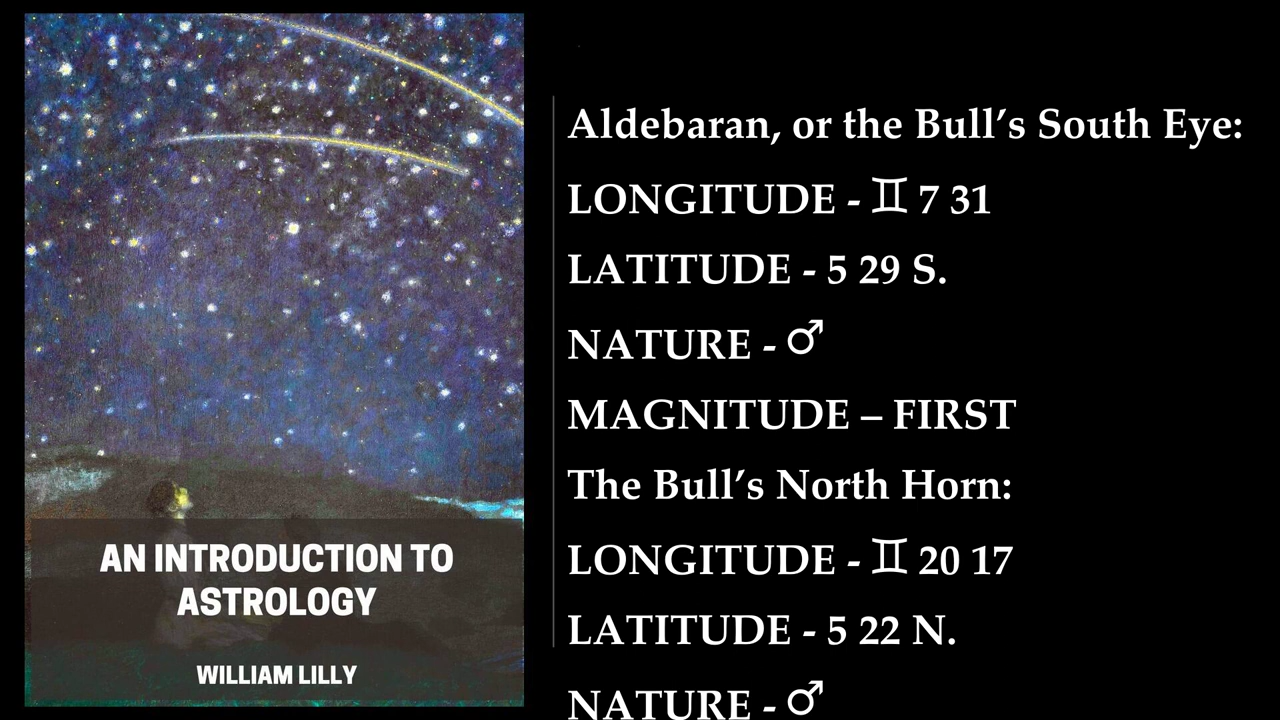 AN INTRODUCTION TO
ASTROLOGY
WILLIAM LILLY
Aldebaran, or the Bull’s South Eye:
LONGITUDE - ♊ 7 31
LATITUDE - 5 29 S.
NATURE - ♂
MAGNITUDE – FIRST
The Bull’s North Horn:
LONGITUDE - ♊ 20 17
LATITUDE - 5 22 N.
NATURE - ♂